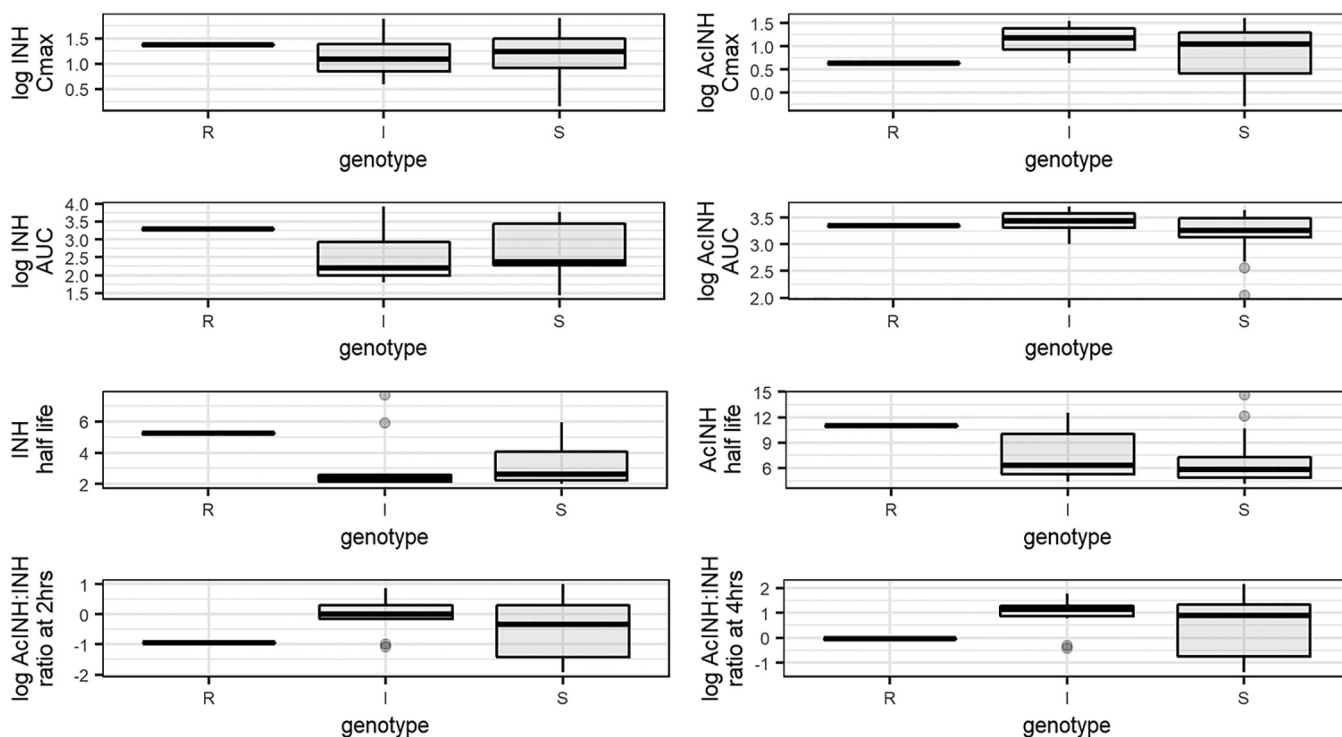 log INH
Cmax
1.5
1.0
0.5
R I S
genotype
log AcINH
Cmax
1.5
1.0
0.5
0.0
R I S
genotype
log INH
AUC
4.0
3.5
3.0
2.5
2.0
1.5
R I S
genotype
log AcINH
AUC
3.5
3.0
2.5
2.0
R I S
genotype
INH
half life
6
4
2
R I S
genotype
AcINH
half life
15
12
9
6
R I S
genotype
log AcINH:INH
ratio at 2hrs
1
0
-1
-2
R I S
genotype
log AcINH:INH
ratio at 4hrs
2
1
0
-1
R I S
genotype